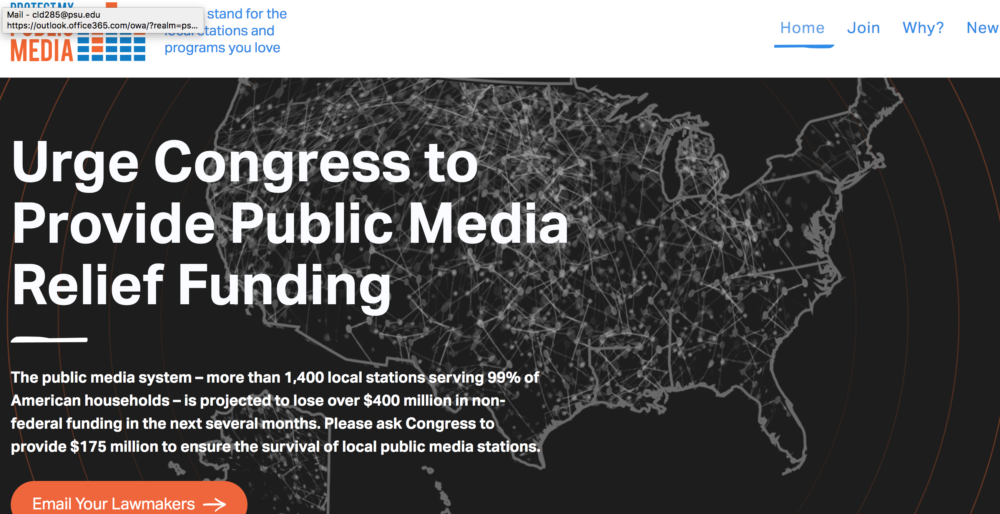 PROTECT MY
Mail - cld285@psu.edu
https://outlook.office365.com/owa/?realm=ps...
PUBLIC
MEDIA
stand for the
local stations and
programs you love
Home Join Why? New
Urge Congress to
Provide Public Media
Relief Funding
The public media system – more than 1,400 local stations serving 99% of
American households – is projected to lose over $400 million in non-
federal funding in the next several months. Please ask Congress to
provide $175 million to ensure the survival of local public media stations.
Email Your Lawmakers →